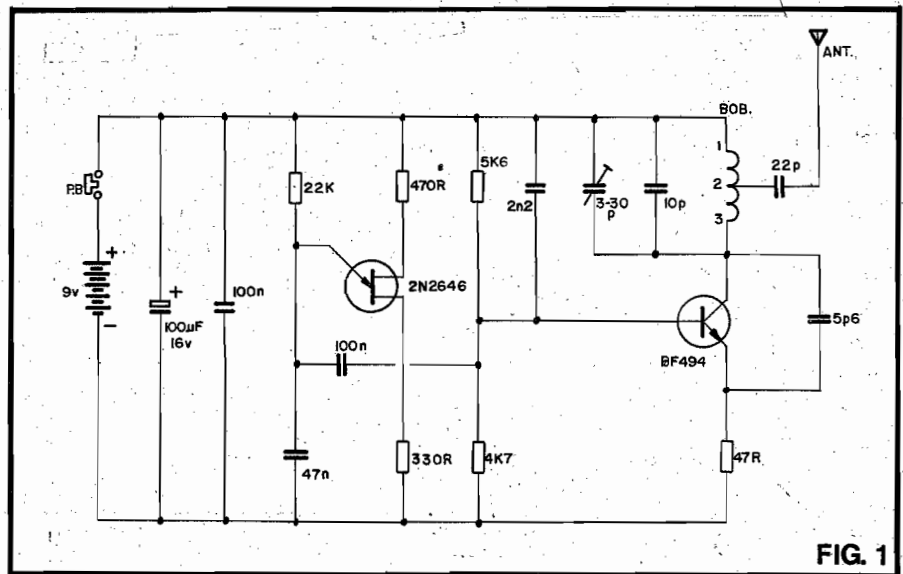 ANT.
BOB.
1
2
3
22p
P.B
9v
+
-
+
100µF
16v
100n
22K
470R
5K6
2n2
3-30
p
10p
2N2646
100n
47n
330R
4K7
BF494
5p6
47R
FIG. 1